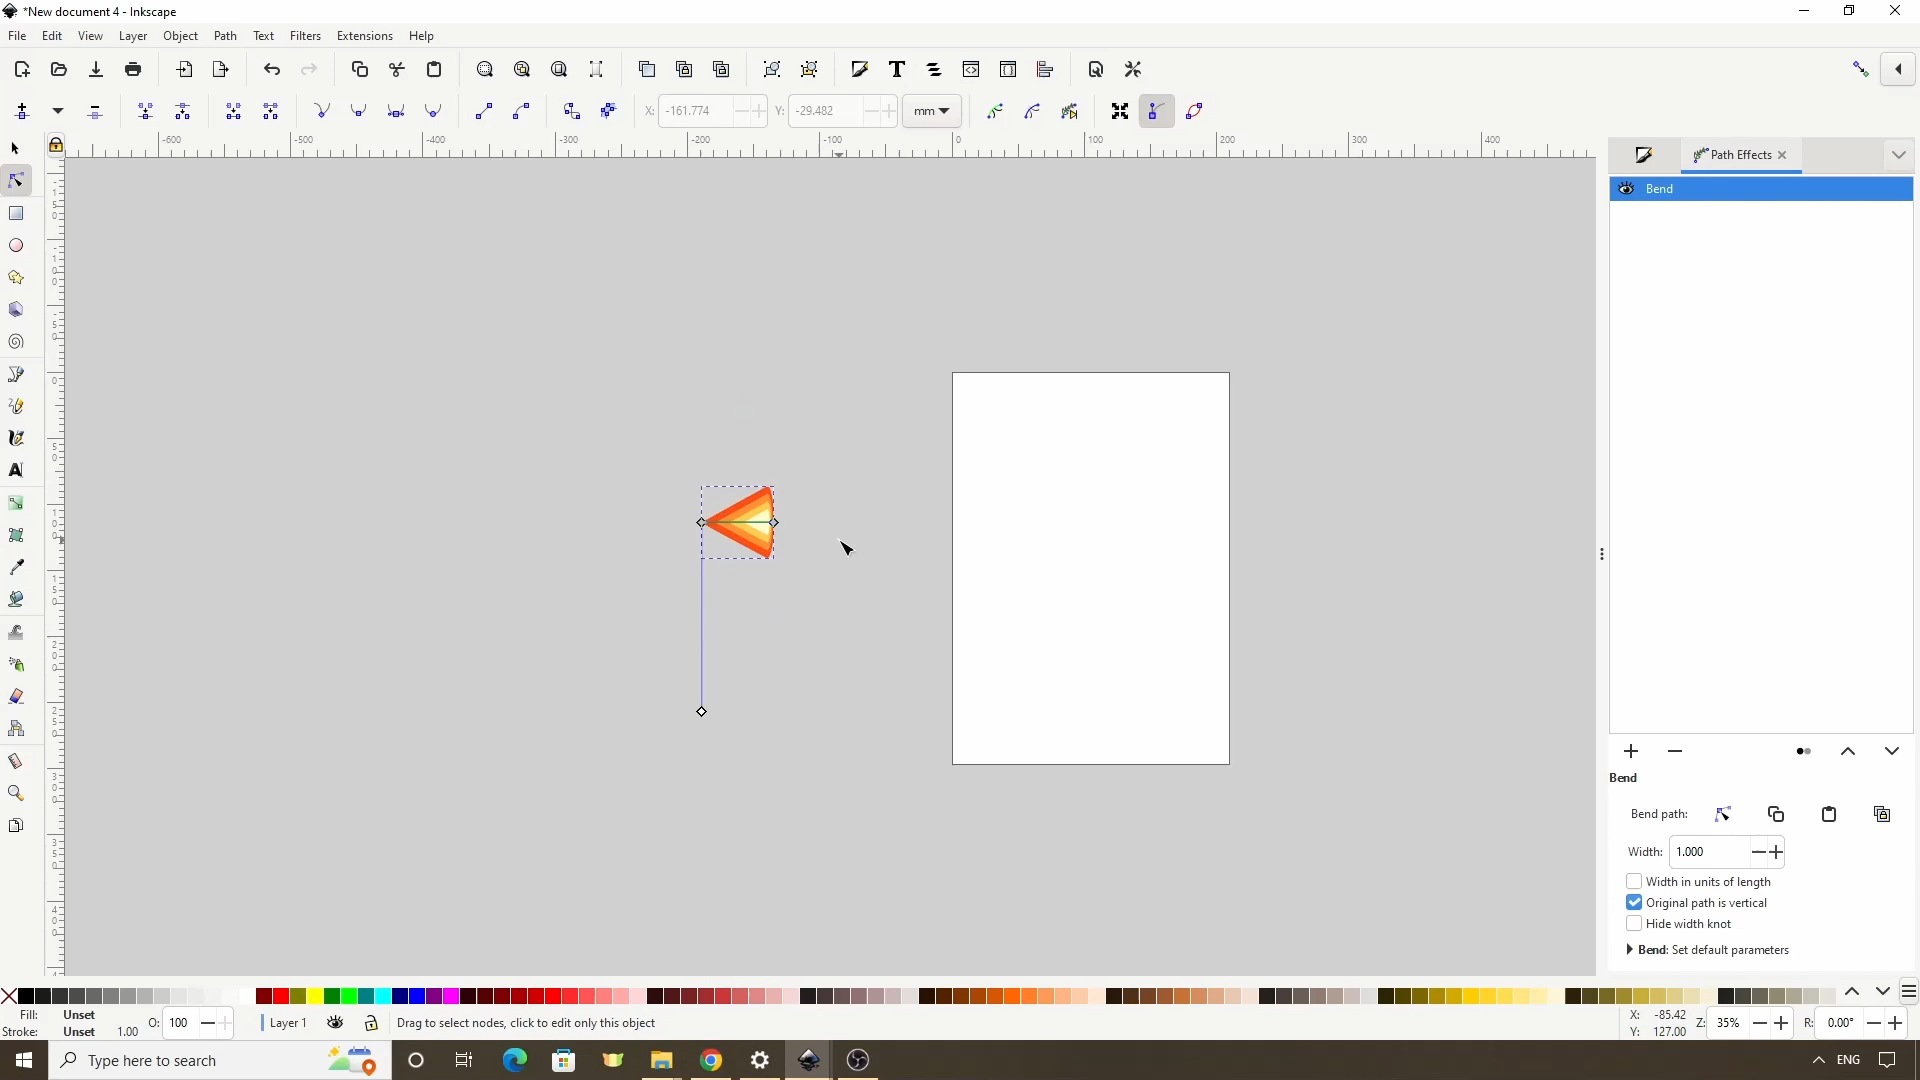 *New document 4 - Inkscape
File Edit View Layer Object Path Text Filters Extensions Help
X: -161.774 Y: -29.482 mm
-600 -500 -400 -300 -200 -100 0 100 200 300 400
Path Effects
Bend
Bend
Bend path:
Width: 1.000
Width in units of length
Original path is vertical
Hide width knot
Bend: Set default parameters
Fill: Unset
Stroke: Unset 1.00
O: 100
Layer 1
Drag to select nodes, click to edit only this object
X: -85.42
Y: 127.00
Z: 35%
R: 0.00°
Type here to search
ENG